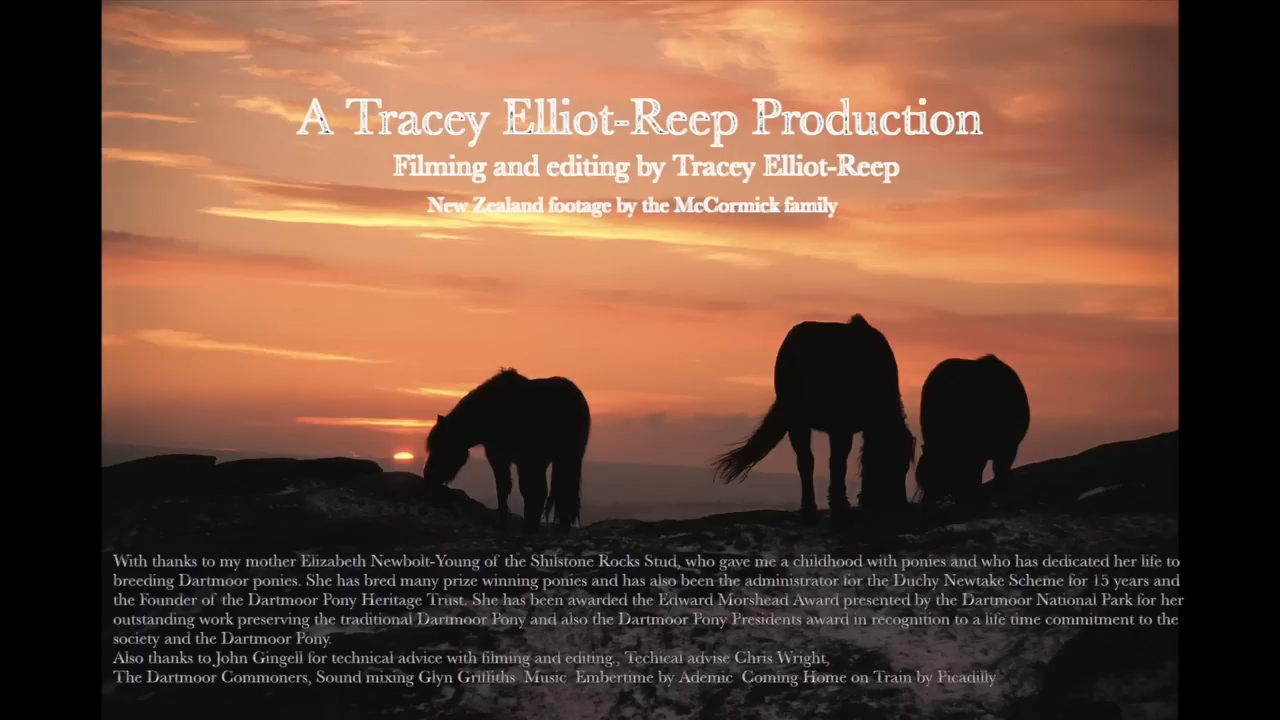 A Tracey Elliot-Reep Production
Filming and editing by Tracey Elliot-Reep
New Zealand footage by the McCormick family
With thanks to my mother Elizabeth Newbolt-Young of the Shilstone Rocks Stud, who gave me a childhood with ponies and who has dedicated her life to
breeding Dartmoor ponies. She has bred many prize winning ponies and has also been the administrator for the Duchy Newtake Scheme for 15 years and
the Founder of the Dartmoor Pony Heritage Trust. She has been awarded the Edward Morshead Award presented by the Dartmoor National Park for her
outstanding work preserving the traditional Dartmoor Pony and also the Dartmoor Pony Presidents award in recognition to a life time commitment to the
society and the Dartmoor Pony.
Also thanks to John Gingell for technical advice with filming and editing., Techical advise Chris Wright,
The Dartmoor Commoners, Sound mixing Glyn Griffiths  Music  Embertime by Ademic  Coming Home on Train by Picadilly